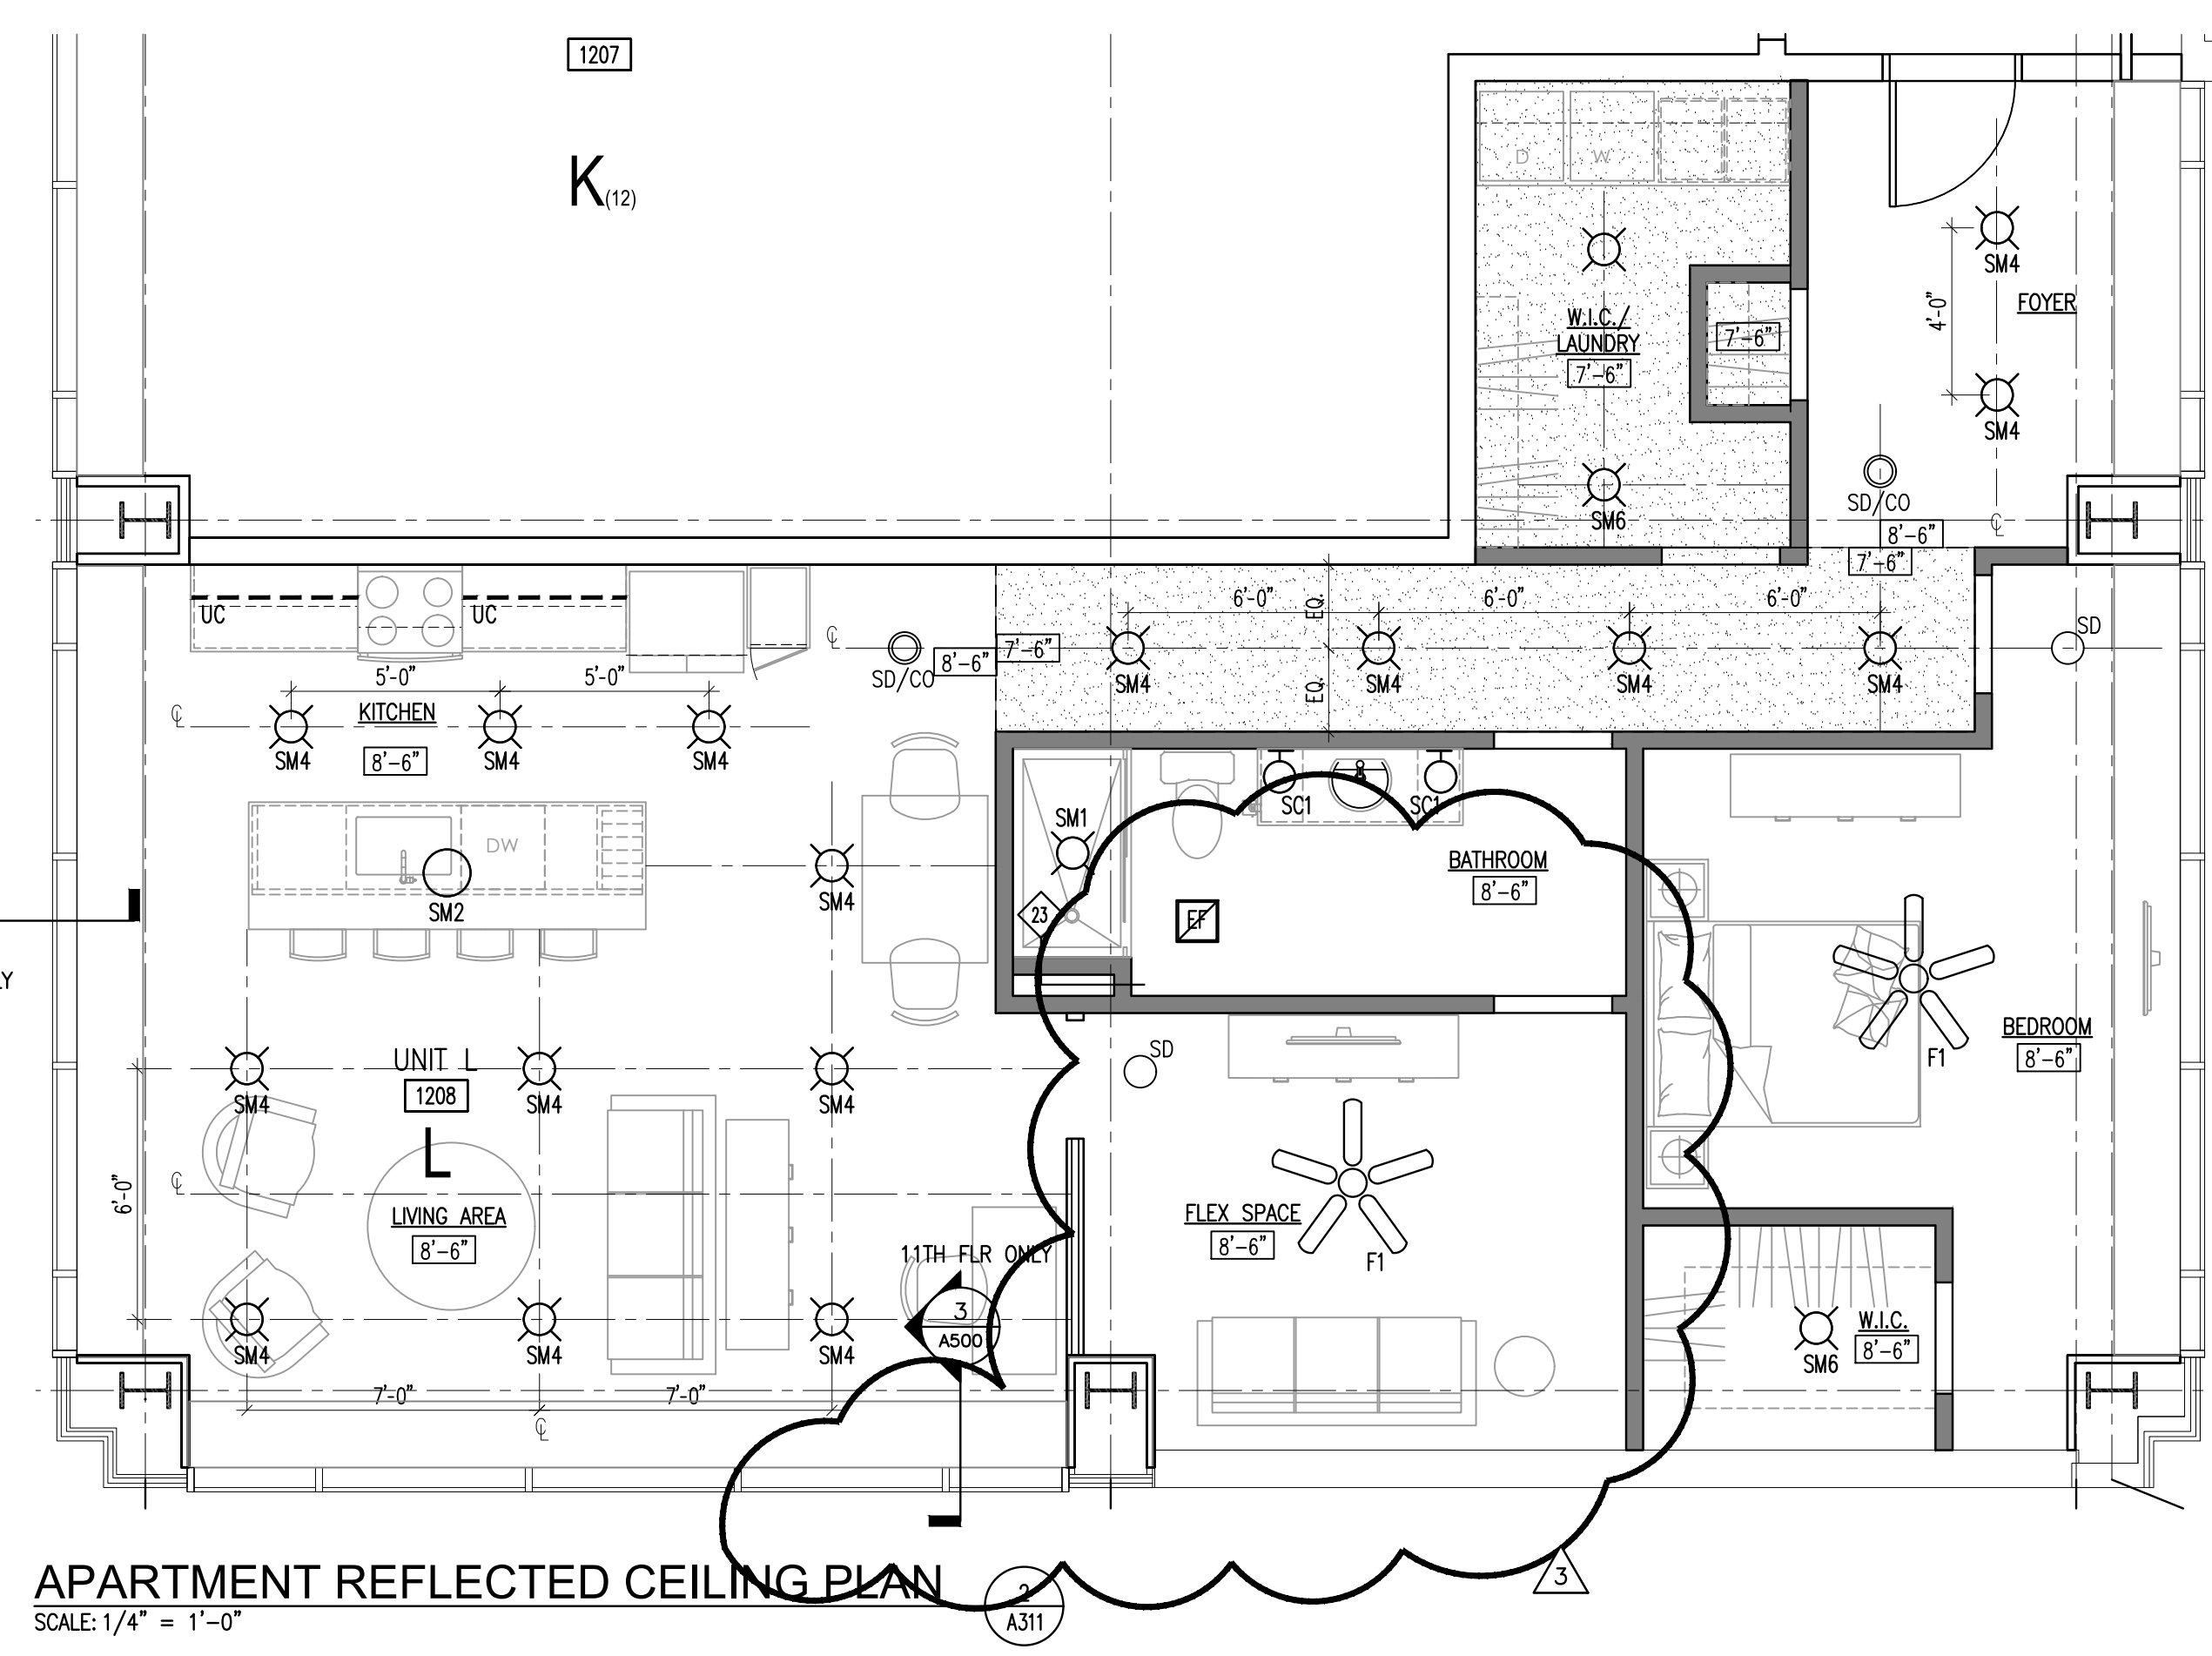 1207
K(12)
D
W
SM4
W.I.C./
LAUNDRY
7'-6"
7'-6"
4'-0"
FOYER
SM4
SM6
SD/CO
8'-6"
7'-6"
UC
UC
6'-0"
6'-0"
6'-0"
EQ.
EQ.
SD
SD/CO
8'-6"
7'-6"
SM4
SM4
SM4
SM4
5'-0"
5'-0"
KITCHEN
8'-6"
SM4
SM4
SM4
SC1
SC1
SM1
DW
SM2
SM4
BATHROOM
8'-6"
23
EF
LY
BEDROOM
8'-6"
F1
SD
UNIT L
1208
L
SM4
SM4
SM4
6'-0"
LIVING AREA
8'-6"
FLEX SPACE
8'-6"
F1
11TH FLR ONLY
3
A500
W.I.C.
8'-6"
SM6
SM4
SM4
SM4
7'-0"
7'-0"
APARTMENT REFLECTED CEILING PLAN
SCALE: 1/4" = 1'-0"
2
A311
3